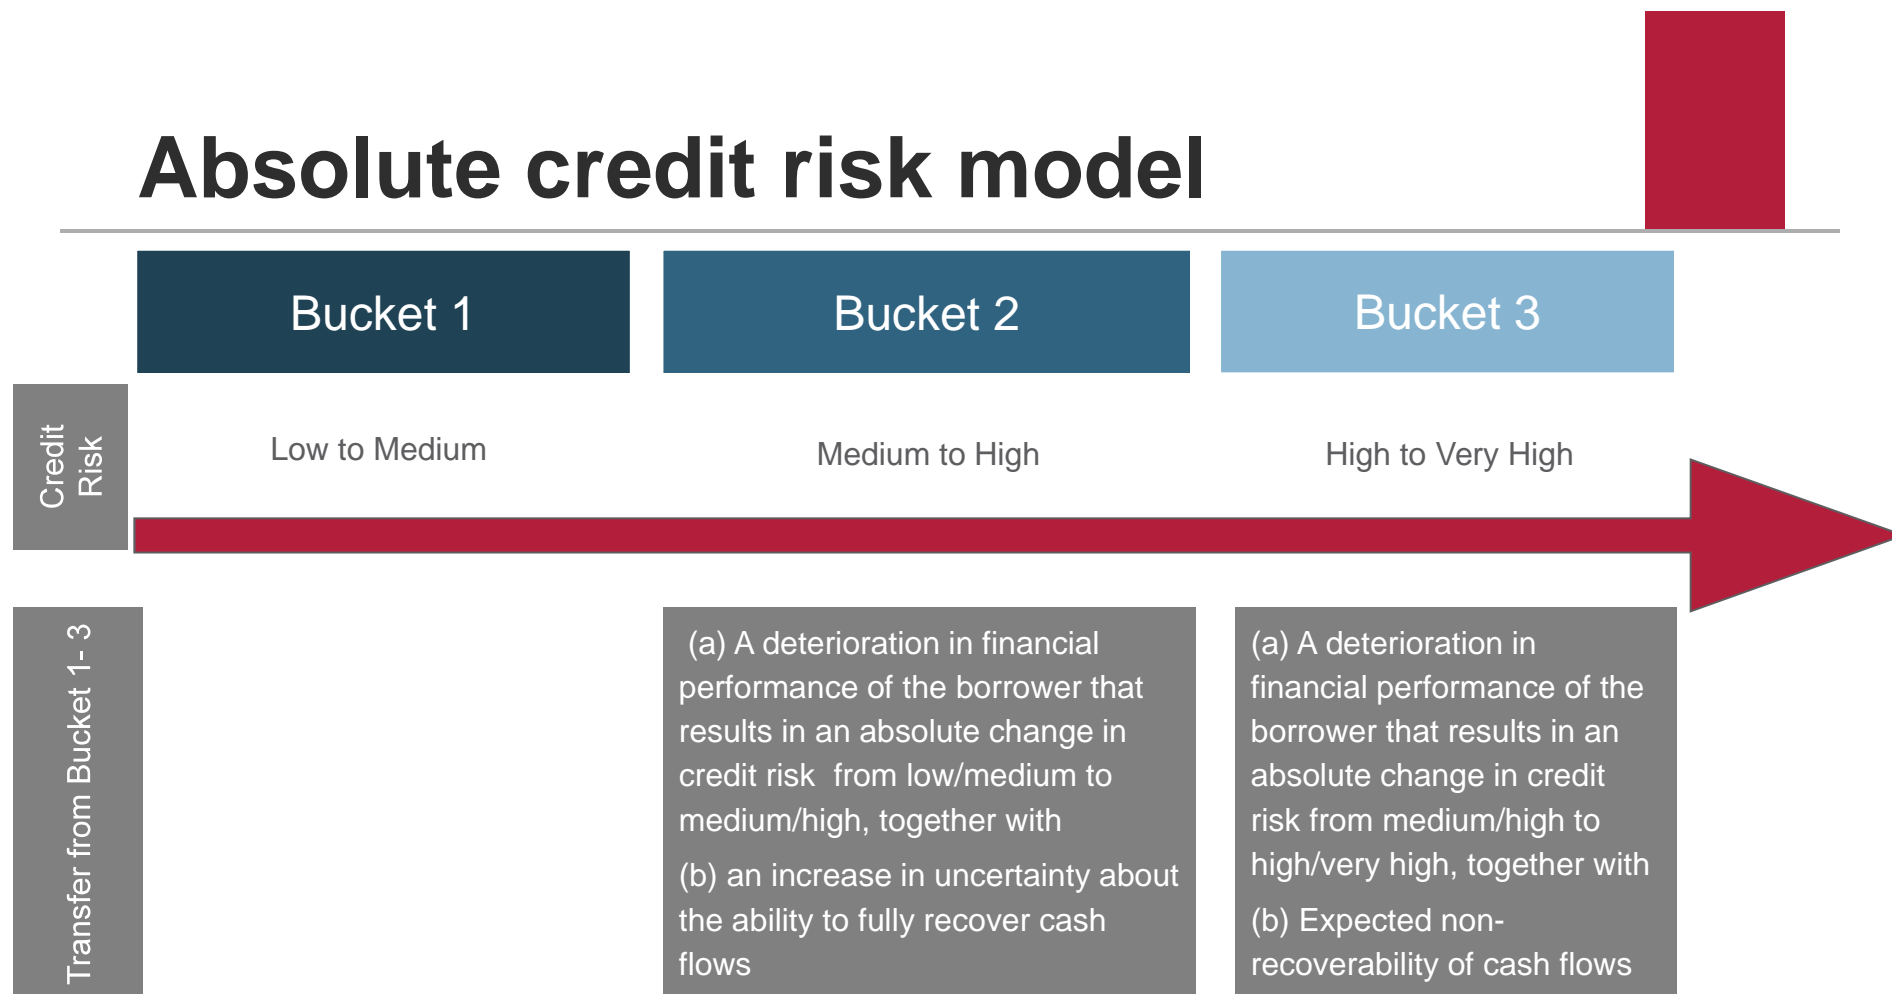 Absolute credit risk model
Bucket 1
Bucket 2
Bucket 3
Credit
Risk
Low to Medium
Medium to High
High to Very High
Transfer from Bucket 1- 3
(a) A deterioration in financial
performance of the borrower that
results in an absolute change in
credit risk  from low/medium to
medium/high, together with
(b) an increase in uncertainty about
the ability to fully recover cash
flows
(a) A deterioration in
financial performance of the
borrower that results in an
absolute change in credit
risk from medium/high to
high/very high, together with
(b) Expected non-
recoverability of cash flows